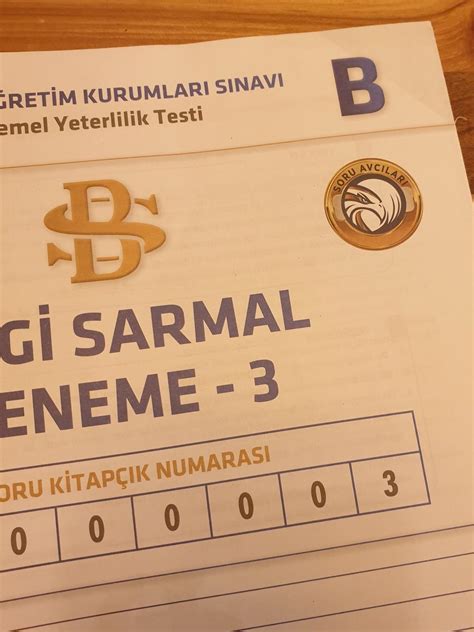 ĞRETİM KURUMLARI SINAVI
emel Yeterlilik Testi
B
SORU AVCILARI
BS
Gİ SARMAL
ENEME - 3
ORU KİTAPÇIK NUMARASI
0 0 0 0 0 3